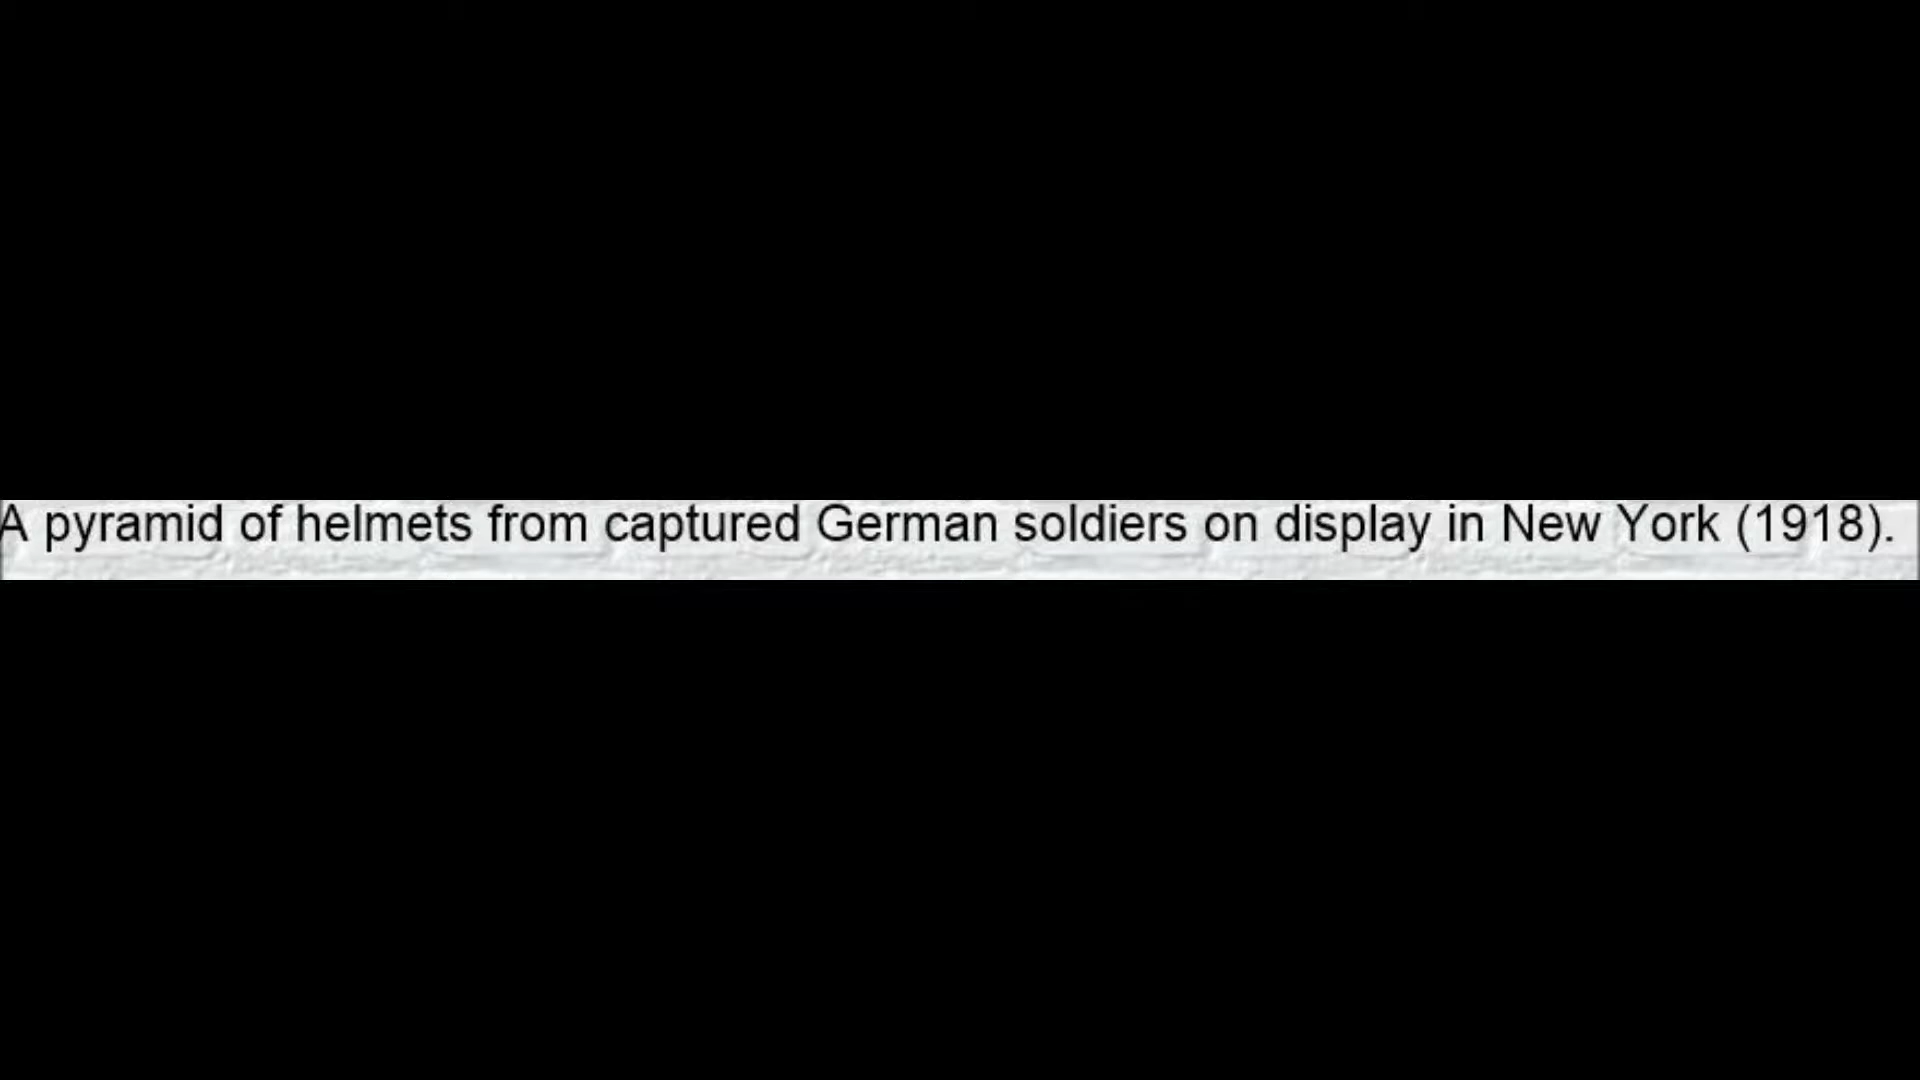 A pyramid of helmets from captured German soldiers on display in New York (1918).